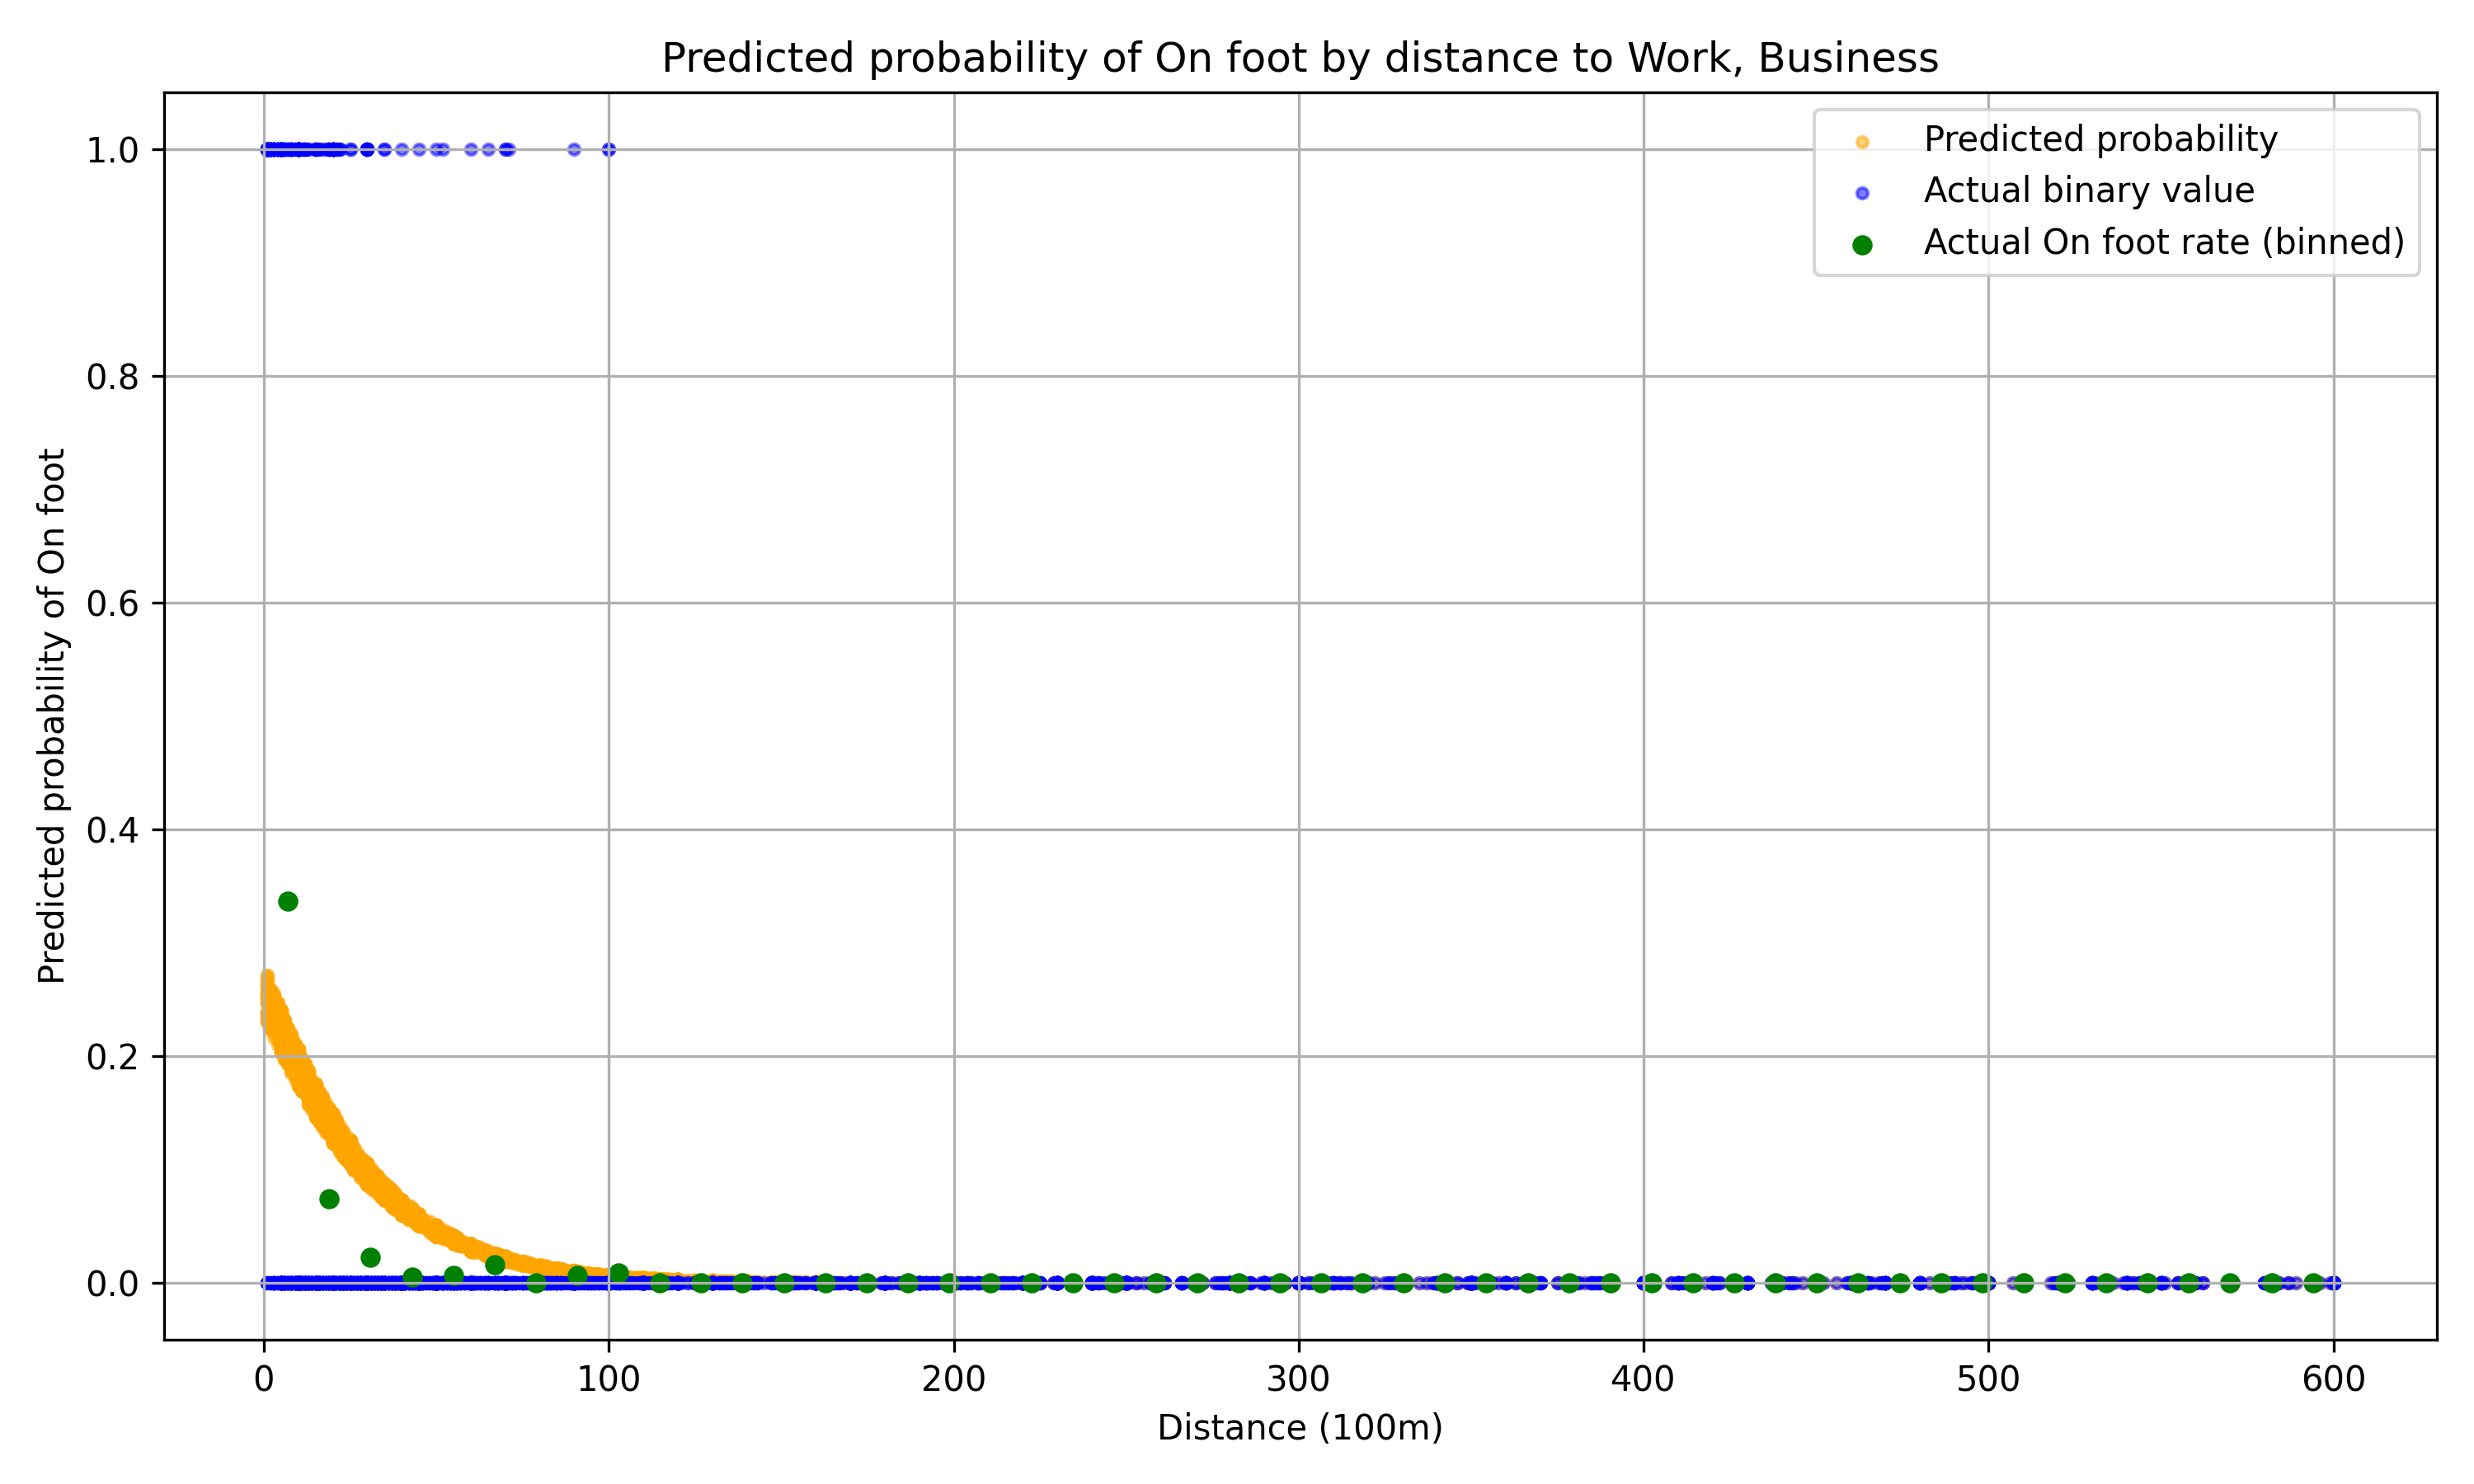 Predicted probability of On foot by distance to Work, Business
Predicted probability
Actual binary value
Actual On foot rate (binned)
Predicted probability of On foot
1.0
0.8
0.6
0.4
0.2
0.0
0 100 200 300 400 500 600
Distance (100m)